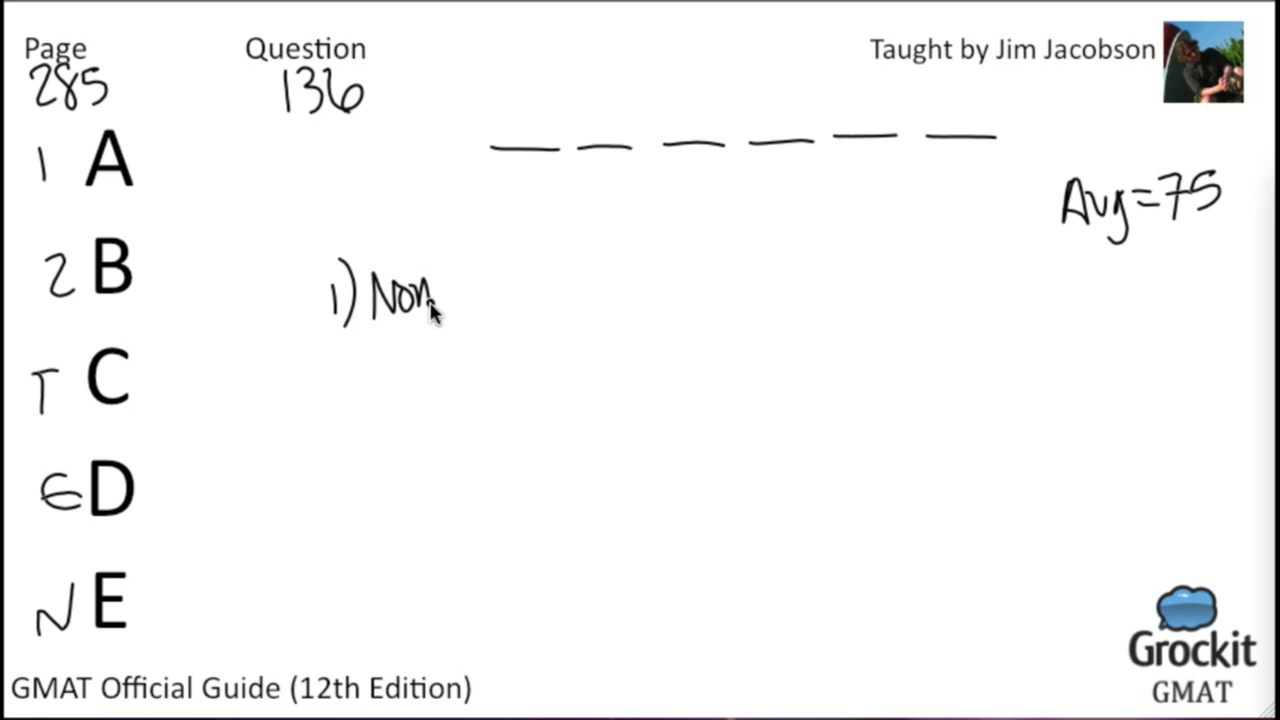 Page Question Taught by Jim Jacobson
285 136
1 A
Avg=75
2 B
1) Non
T C
E D
N E
Grockit
GMAT
GMAT Official Guide (12th Edition)